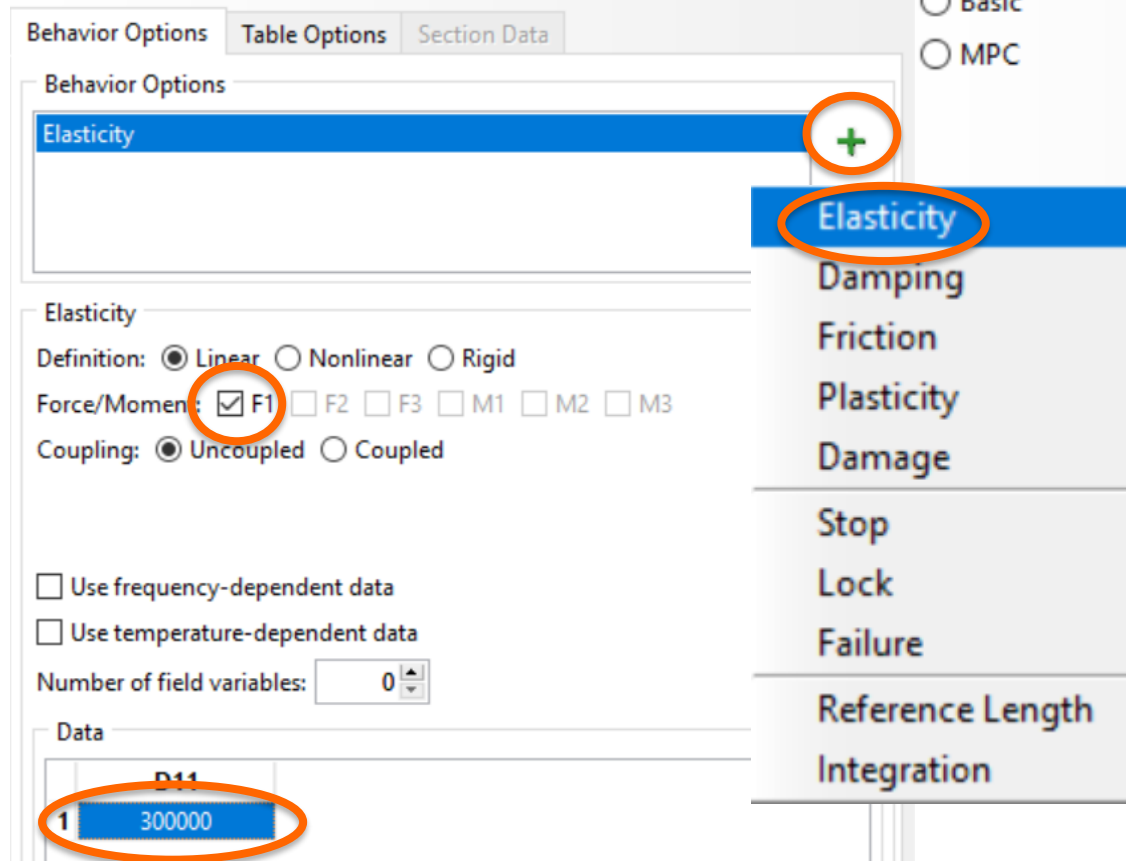 Basic
Behavior Options Table Options Section Data
MPC
Behavior Options
Elasticity
+
Elasticity
Damping
Friction
Plasticity
Damage
Stop
Lock
Failure
Reference Length
Integration
Elasticity
Definition: Linear Nonlinear Rigid
Force/Moment: F1 F2 F3 M1 M2 M3
Coupling: Uncoupled Coupled
Use frequency-dependent data
Use temperature-dependent data
Number of field variables: 0
Data
D11
1 300000